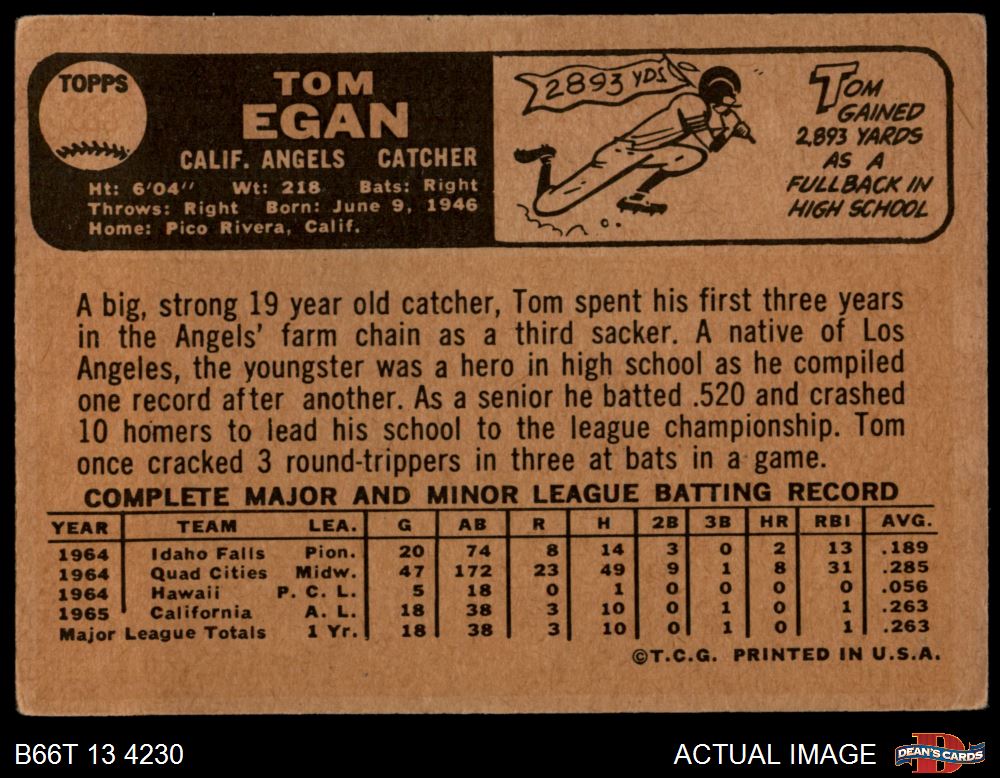 TOPPS
TOM
EGAN
CALIF. ANGELS CATCHER
Ht: 6'04" Wt: 218 Bats: Right
Throws: Right Born: June 9, 1946
Home: Pico Rivera, Calif.
2893 YDS.
TOM
GAINED
2,893 YARDS
AS A
FULLBACK IN
HIGH SCHOOL
A big, strong 19 year old catcher, Tom spent his first three years
in the Angels' farm chain as a third sacker. A native of Los
Angeles, the youngster was a hero in high school as he compiled
one record after another. As a senior he batted .520 and crashed
10 homers to lead his school to the league championship. Tom
once cracked 3 round-trippers in three at bats in a game.
COMPLETE MAJOR AND MINOR LEAGUE BATTING RECORD
YEAR TEAM LEA. G AB R H 2B 3B HR RBI AVG.
1964 Idaho Falls Pion. 20 74 8 14 3 0 2 13 .189
1964 Quad Cities Midw. 47 172 23 49 9 1 8 31 .285
1964 Hawaii P. C. L. 5 18 0 1 0 0 0 0 .056
1965 California A. L. 18 38 3 10 0 1 0 1 .263
Major League Totals 1 Yr. 18 38 3 10 0 1 0 1 .263
©T.C.G. PRINTED IN U.S.A.
B66T 13 4230 ACTUAL IMAGE
DEAN'S CARDS